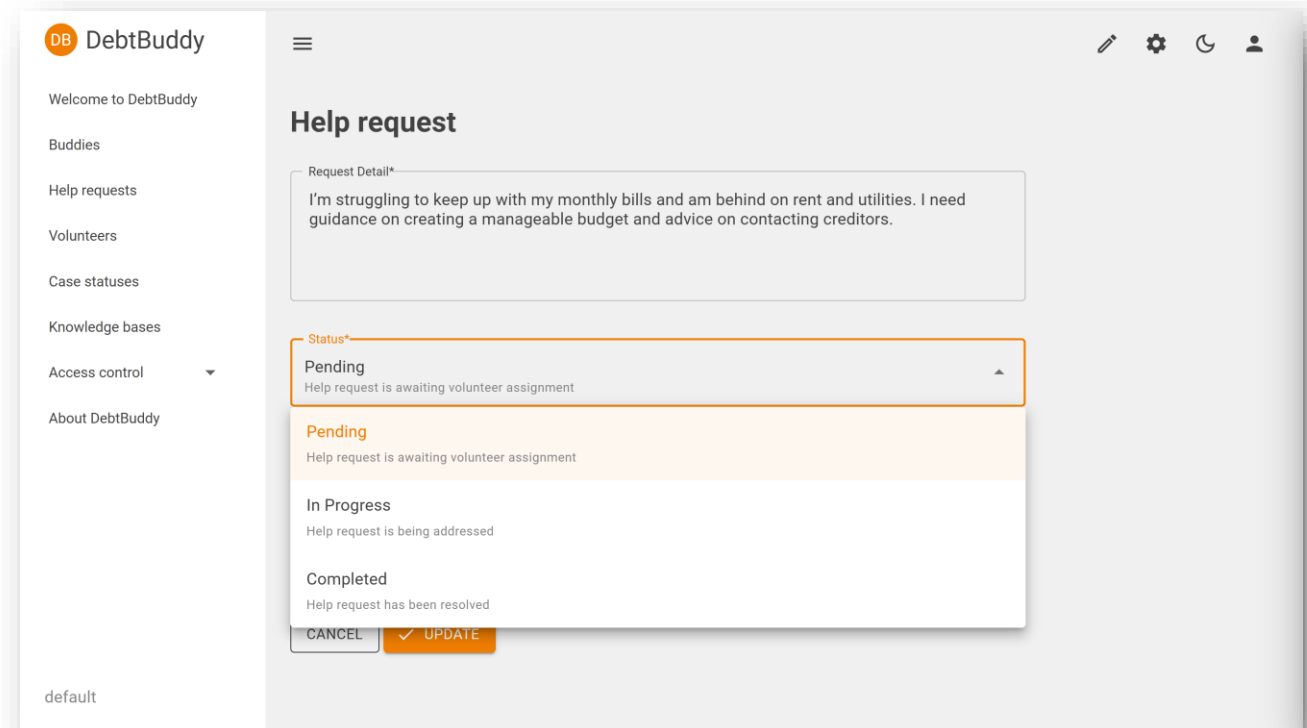 DB DebtBuddy
Welcome to DebtBuddy
Buddies
Help requests
Volunteers
Case statuses
Knowledge bases
Access control
About DebtBuddy
default
Help request
Request Detail*
I’m struggling to keep up with my monthly bills and am behind on rent and utilities. I need
guidance on creating a manageable budget and advice on contacting creditors.
Status*
Pending
Help request is awaiting volunteer assignment
Pending
Help request is awaiting volunteer assignment
In Progress
Help request is being addressed
Completed
Help request has been resolved
CANCEL
UPDATE